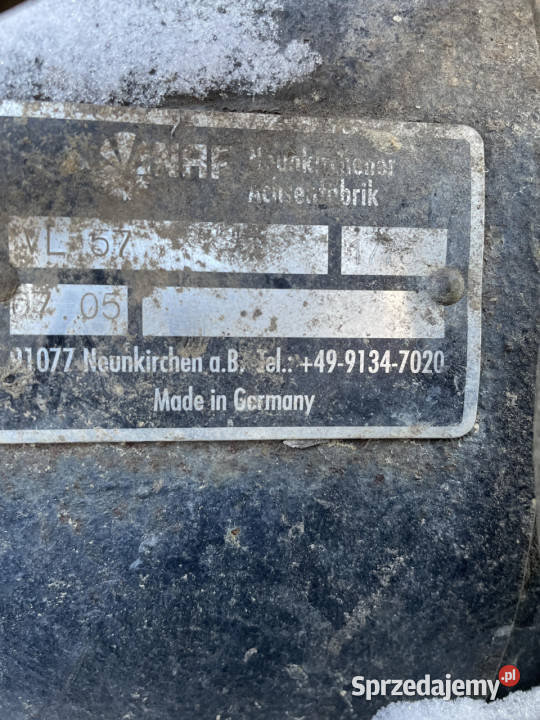 NAF Neunkirchener
Achsenfabrik
VL 57
07.05
91077 Neunkirchen a.B. Tel.: +49-9134-7020
Made in Germany
Sprzedajemy.pl